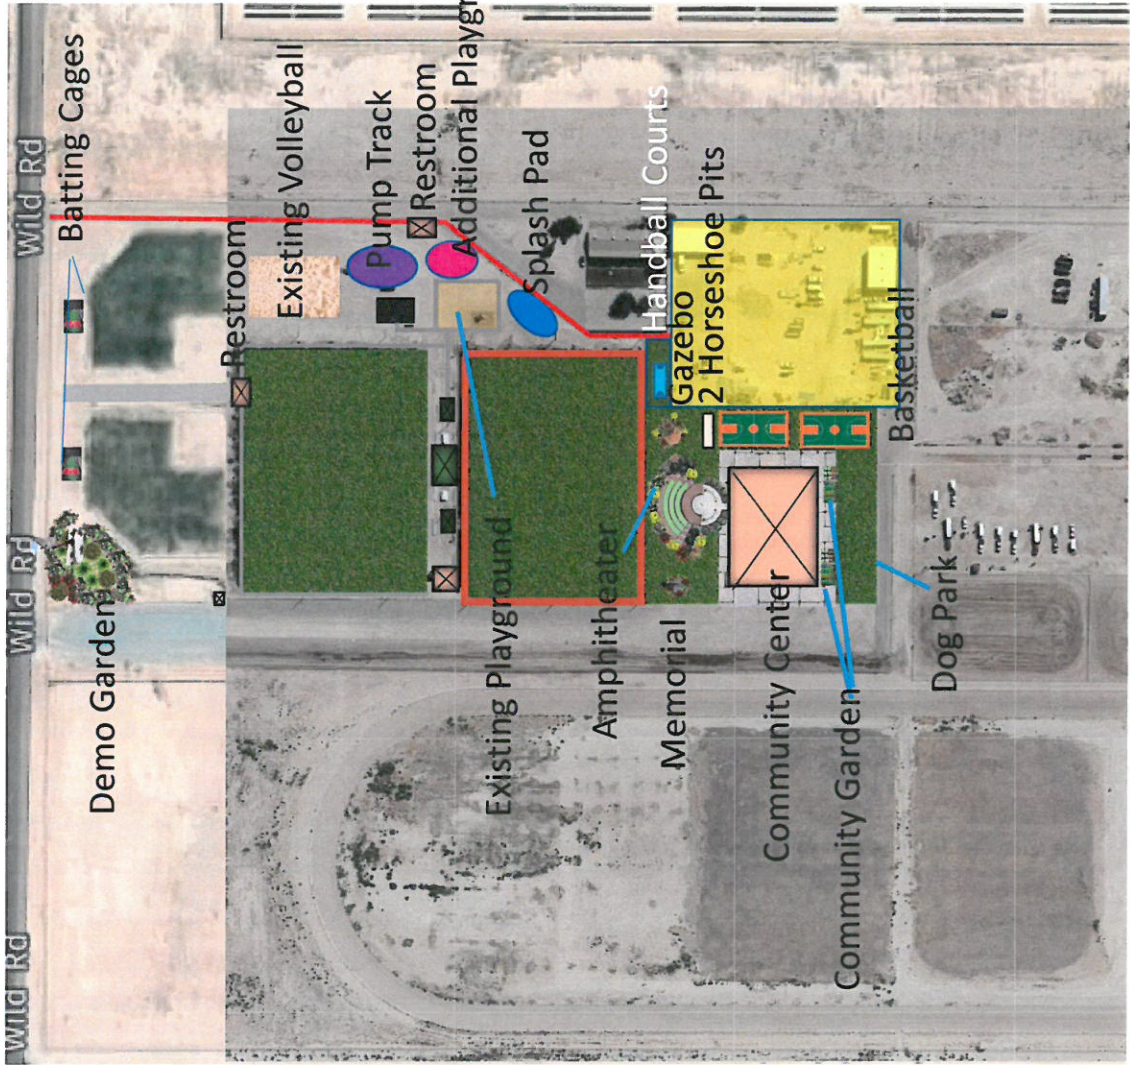 Wild Rd
Wild Rd
Wild Rd
Batting Cages
Demo Garden
Restroom
Existing Volleyball
Pump Track
Restroom
Additional Playgr
Existing Playground
Splash Pad
Amphitheater
Handball Courts
Memorial
Gazebo
2 Horseshoe Pits
Community Center
Community Garden
Basketball
Dog Park